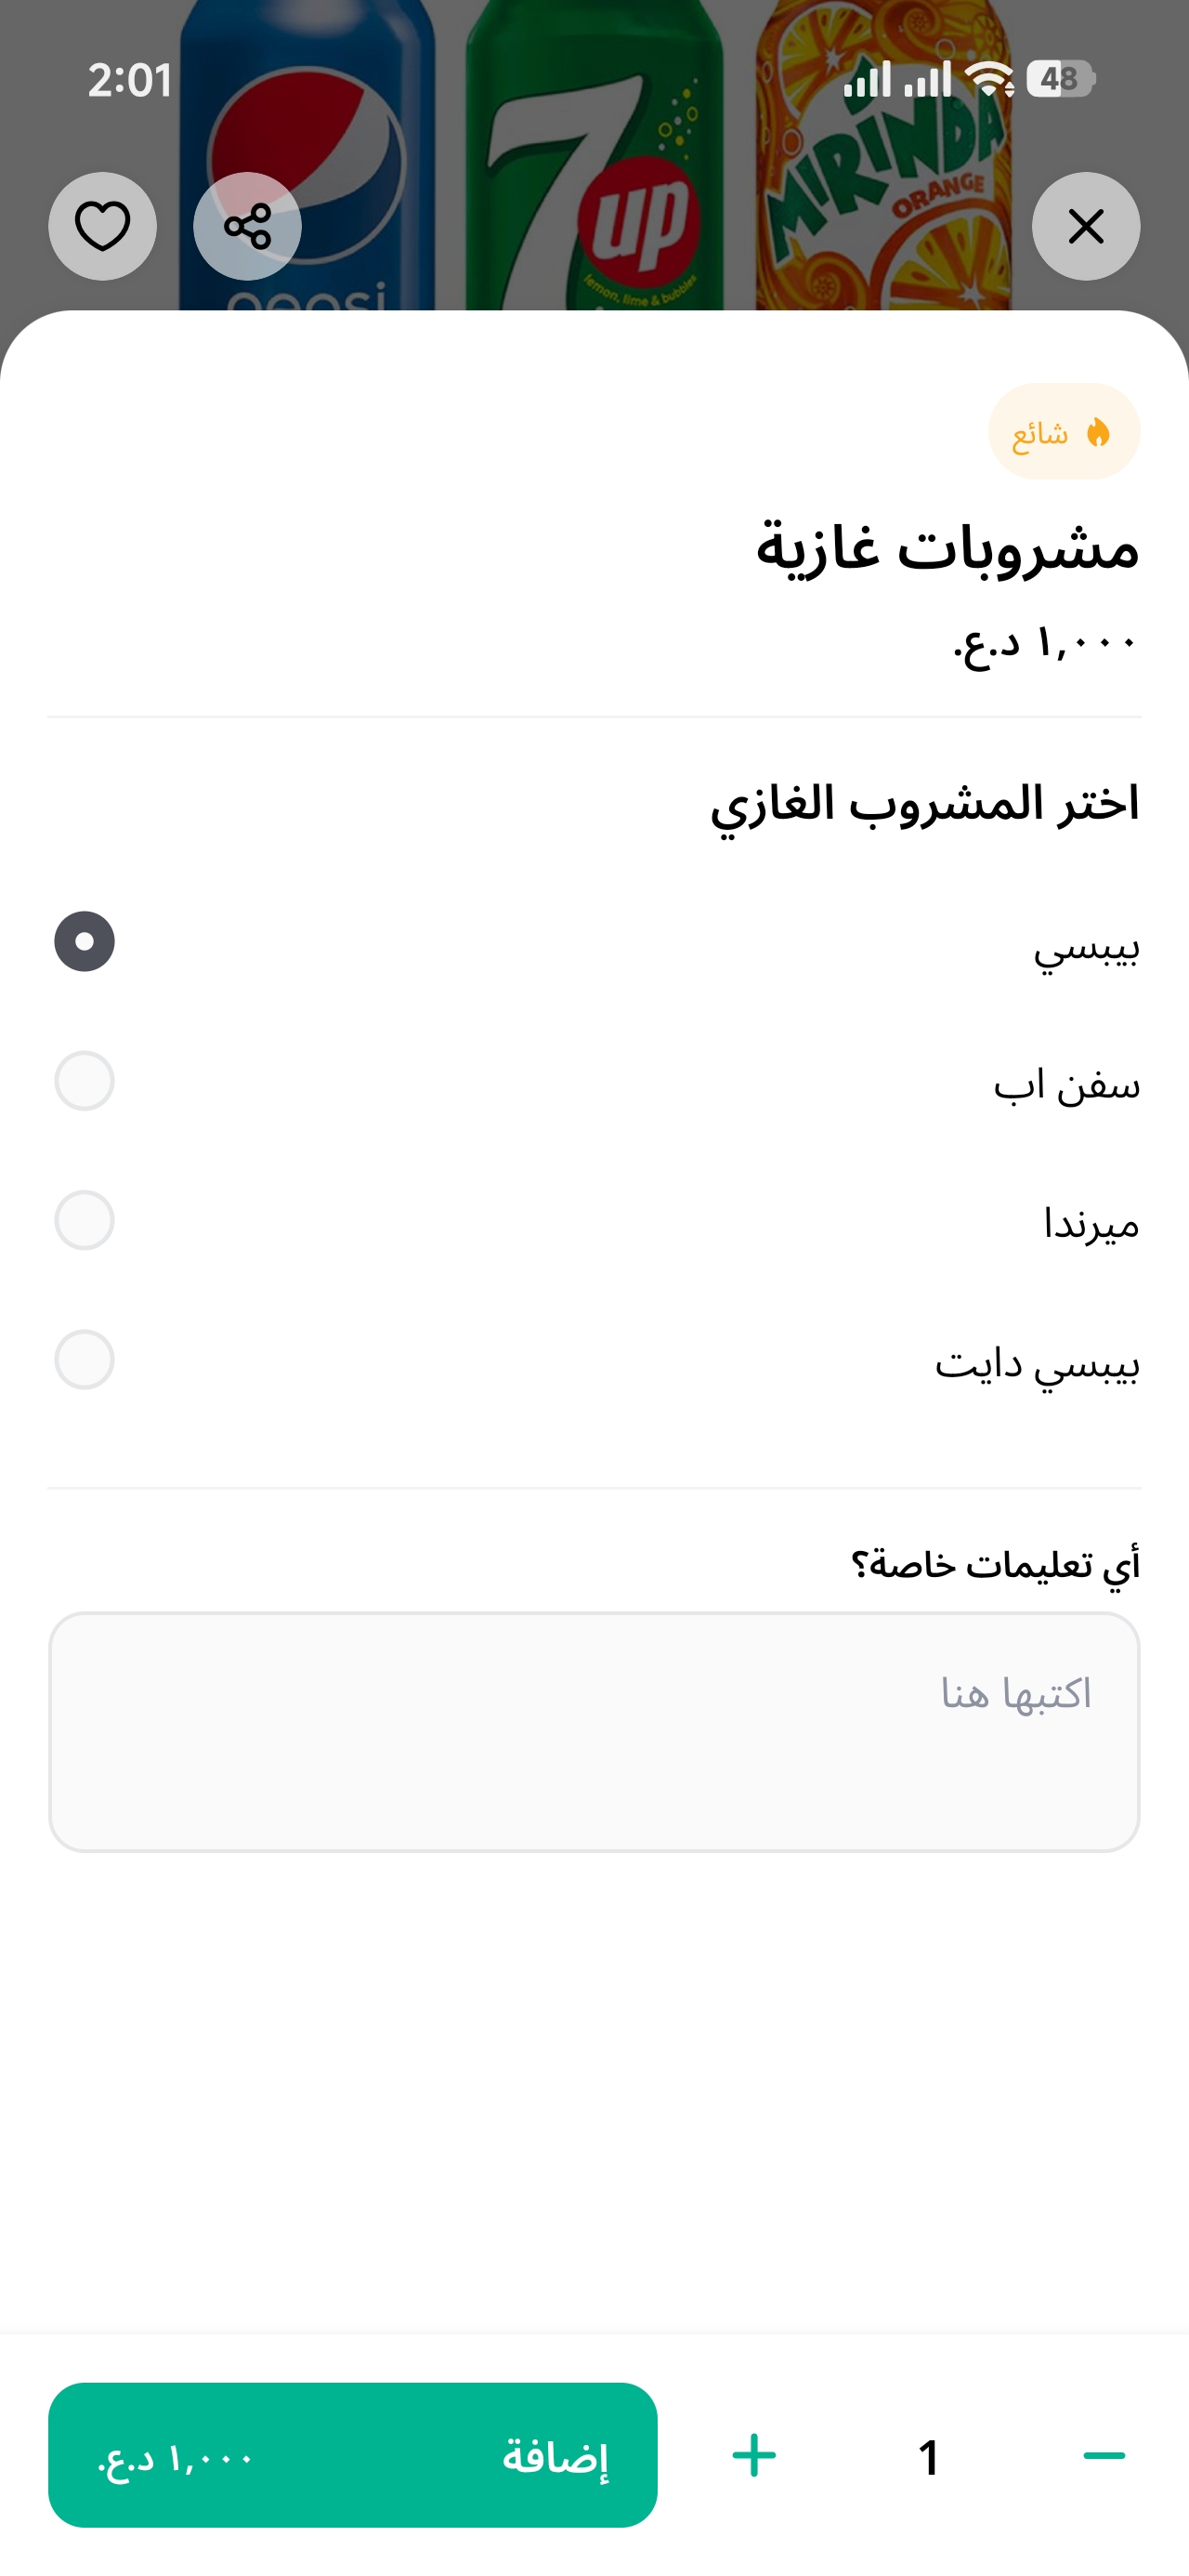 2:01
48
pepsi
7up
lemon, lime & bubbles
MIRINDA
ORANGE
شائع
مشروبات غازية
١,٠٠٠ د.ع.
اختر المشروب الغازي
بيبسي
سفن اب
ميرندا
بيبسي دايت
أي تعليمات خاصة؟
اكتبها هنا
1
إضافة ١,٠٠٠ د.ع.